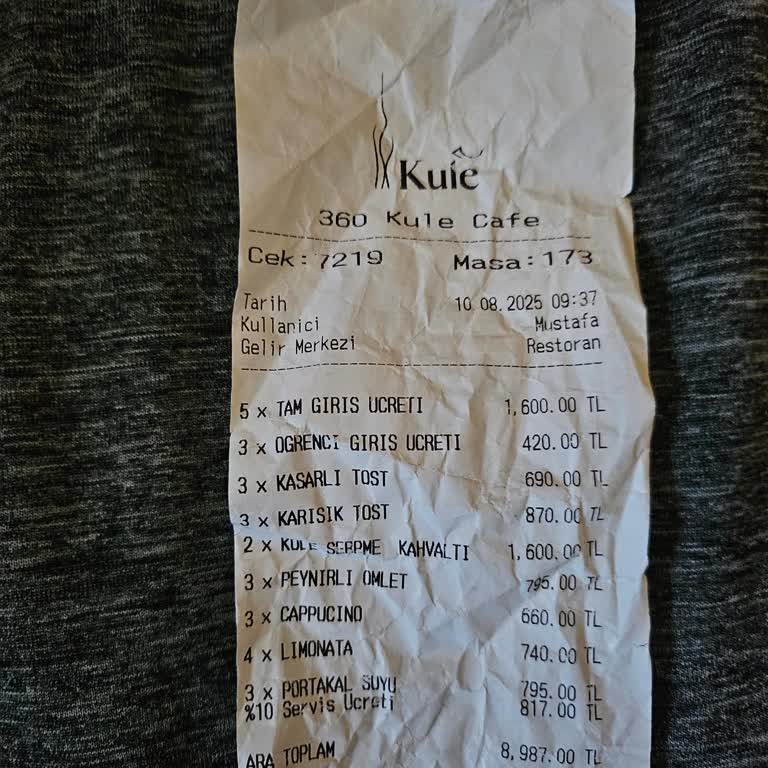 Kule
360 Kule Cafe
Cek: 7219 Masa: 173
Tarih 10.08.2025 09:37
Kullanici Mustafa
Gelir Merkezi Restoran
5 x TAM GIRIS UCRETI 1,600.00 TL
3 x OGRENCI GIRIS UCRETI 420.00 TL
3 x KASARLI TOST 690.00 TL
3 x KARISIK TOST 870.00 TL
2 x KULE SERPME KAHVALTI 1,600.00 TL
3 x PEYNIRLI OMLET 795.00 TL
3 x CAPPUCINO 660.00 TL
4 x LIMONATA 740.00 TL
3 x PORTAKAL SUYU 795.00 TL
%10 Servis Ucreti 817.00 TL
ARA TOPLAM 8,987.00 TL